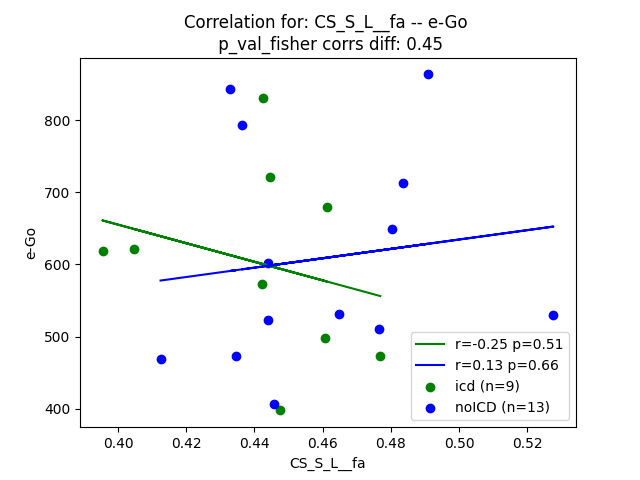 Correlation for: CS_S_L__fa -- e-Go
p_val_fisher corrs diff: 0.45
e-Go
800
700
600
500
400
r=-0.25 p=0.51
r=0.13 p=0.66
icd (n=9)
noICD (n=13)
0.40 0.42 0.44 0.46 0.48 0.50 0.52
CS_S_L__fa